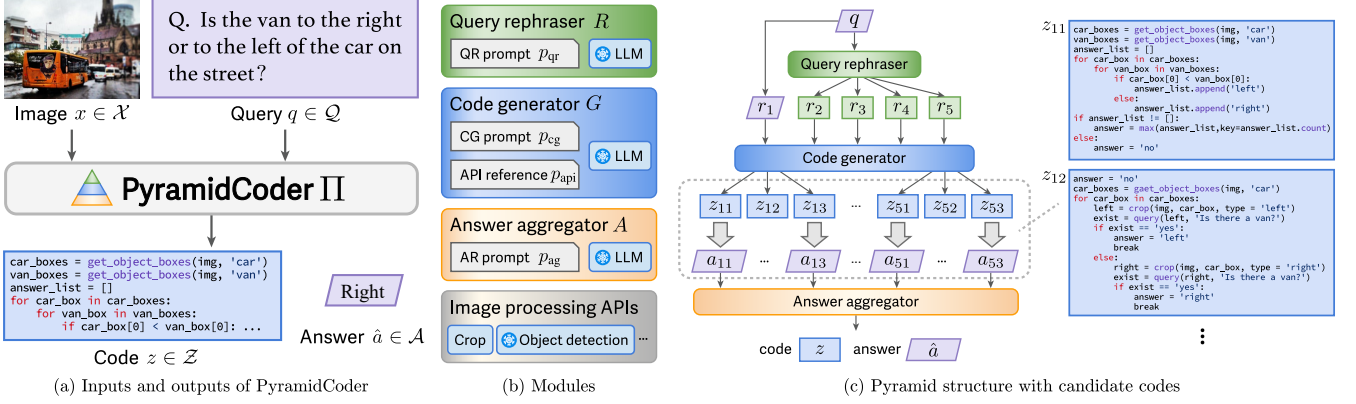 Q. Is the van to the right
or to the left of the car on
the street?
Image x ∈ 𝒳
Query q ∈ 𝒬
PyramidCoder Π
car_boxes = get_object_boxes(img, 'car')
van_boxes = get_object_boxes(img, 'van')
answer_list = []
for car_box in car_boxes:
for van_box in van_boxes:
if car_box[0] < van_box[0]: ...
Code z ∈ 𝒵
Right
Answer â ∈ 𝒜
(a) Inputs and outputs of PyramidCoder
Query rephraser R
QR prompt p_qr
LLM
Code generator G
CG prompt p_cg
API reference p_api
LLM
Answer aggregator A
AR prompt p_ag
LLM
Image processing APIs
Crop
Object detection
...
(b) Modules
q
Query rephraser
r₁ r₂ r₃ r₄ r₅
Code generator
z₁₁ z₁₂ z₁₃ ... z₅₁ z₅₂ z₅₃
a₁₁ ... a₁₃ ... a₅₁ ... a₅₃
Answer aggregator
code z answer â
z₁₁
car_boxes = get_object_boxes(img, 'car')
van_boxes = get_object_boxes(img, 'van')
answer_list = []
for car_box in car_boxes:
for van_box in van_boxes:
if car_box[0] < van_box[0]:
answer_list.append('left')
else:
answer_list.append('right')
if answer_list != []:
answer = max(answer_list,key=answer_list.count)
else:
answer = 'no'
z₁₂
answer = 'no'
car_boxes = gaet_object_boxes(img, 'car')
for car_box in car_boxes:
left = crop(img, car_box, type = 'left')
exist = query(left, 'Is there a van?')
if exist == 'yes':
answer = 'left'
break
else:
right = crop(img, car_box, type = 'right')
exist = query(right, 'Is there a van?')
if exist == 'yes':
answer = 'right'
break
(c) Pyramid structure with candidate codes